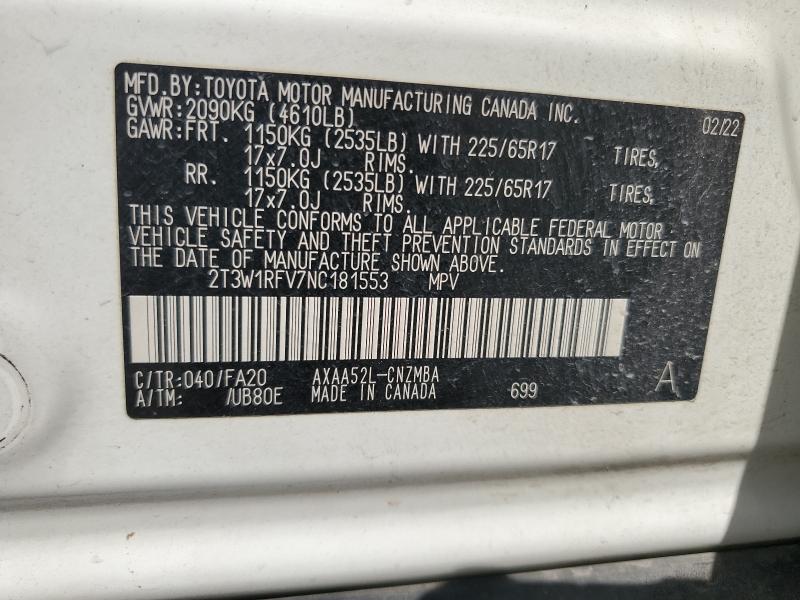 MFD.BY:TOYOTA MOTOR MANUFACTURING CANADA INC.
GVWR:2090KG (4610LB) 02/22
GAWR:FRT. 1150KG (2535LB) WITH 225/65R17 TIRES,
17x7.0J RIMS.
RR. 1150KG (2535LB) WITH 225/65R17 TIRES,
17x7.0J RIMS.
THIS VEHICLE CONFORMS TO ALL APPLICABLE FEDERAL MOTOR
VEHICLE SAFETY AND THEFT PREVENTION STANDARDS IN EFFECT ON
THE DATE OF MANUFACTURE SHOWN ABOVE.
2T3W1RFV7NC181553 MPV
C/TR:040/FA20 AXAA52L-CNZMBA A
A/TM: /UB80E MADE IN CANADA 699